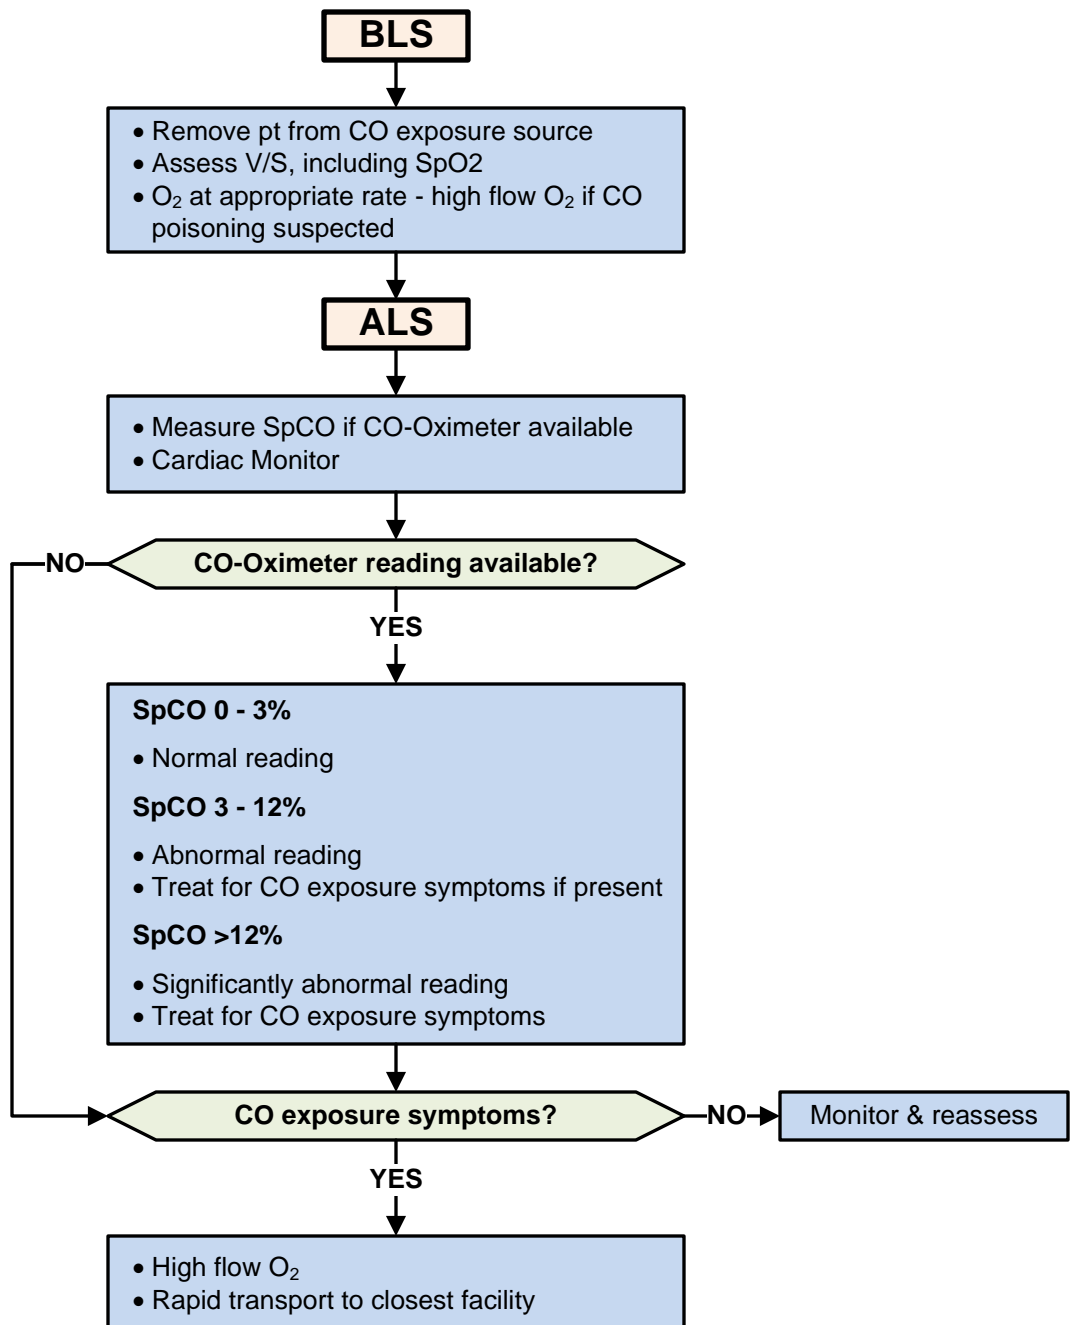 BLS
• Remove pt from CO exposure source
• Assess V/S, including SpO2
• O₂ at appropriate rate - high flow O₂ if CO
poisoning suspected
ALS
• Measure SpCO if CO-Oximeter available
• Cardiac Monitor
NO
CO-Oximeter reading available?
YES
SpCO 0 - 3%
• Normal reading
SpCO 3 - 12%
• Abnormal reading
• Treat for CO exposure symptoms if present
SpCO >12%
• Significantly abnormal reading
• Treat for CO exposure symptoms
CO exposure symptoms?
NO
Monitor & reassess
YES
• High flow O₂
• Rapid transport to closest facility